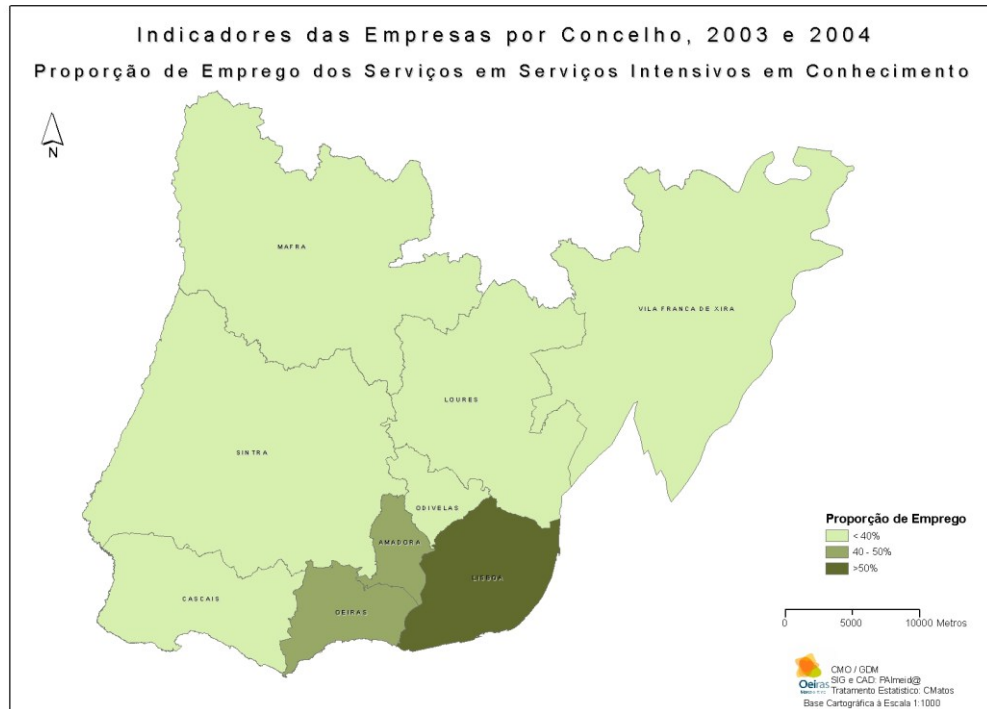 Indicadores das Empresas por Concelho, 2003 e 2004
Proporção de Emprego dos Serviços em Serviços Intensivos em Conhecimento
N
MAFRA
VILA FRANCA DE XIRA
LOURES
SINTRA
ODIVELAS
AMADORA
LISBOA
CASCAIS
OEIRAS
Proporção de Emprego
< 40%
40 - 50%
>50%
0 5000 10000 Metros
CMO / GDM
SIG e CAD: PAlmeid@
Oeiras
Tratamento Estatistico: CMatos
Base Cartográfica à Escala 1:1000